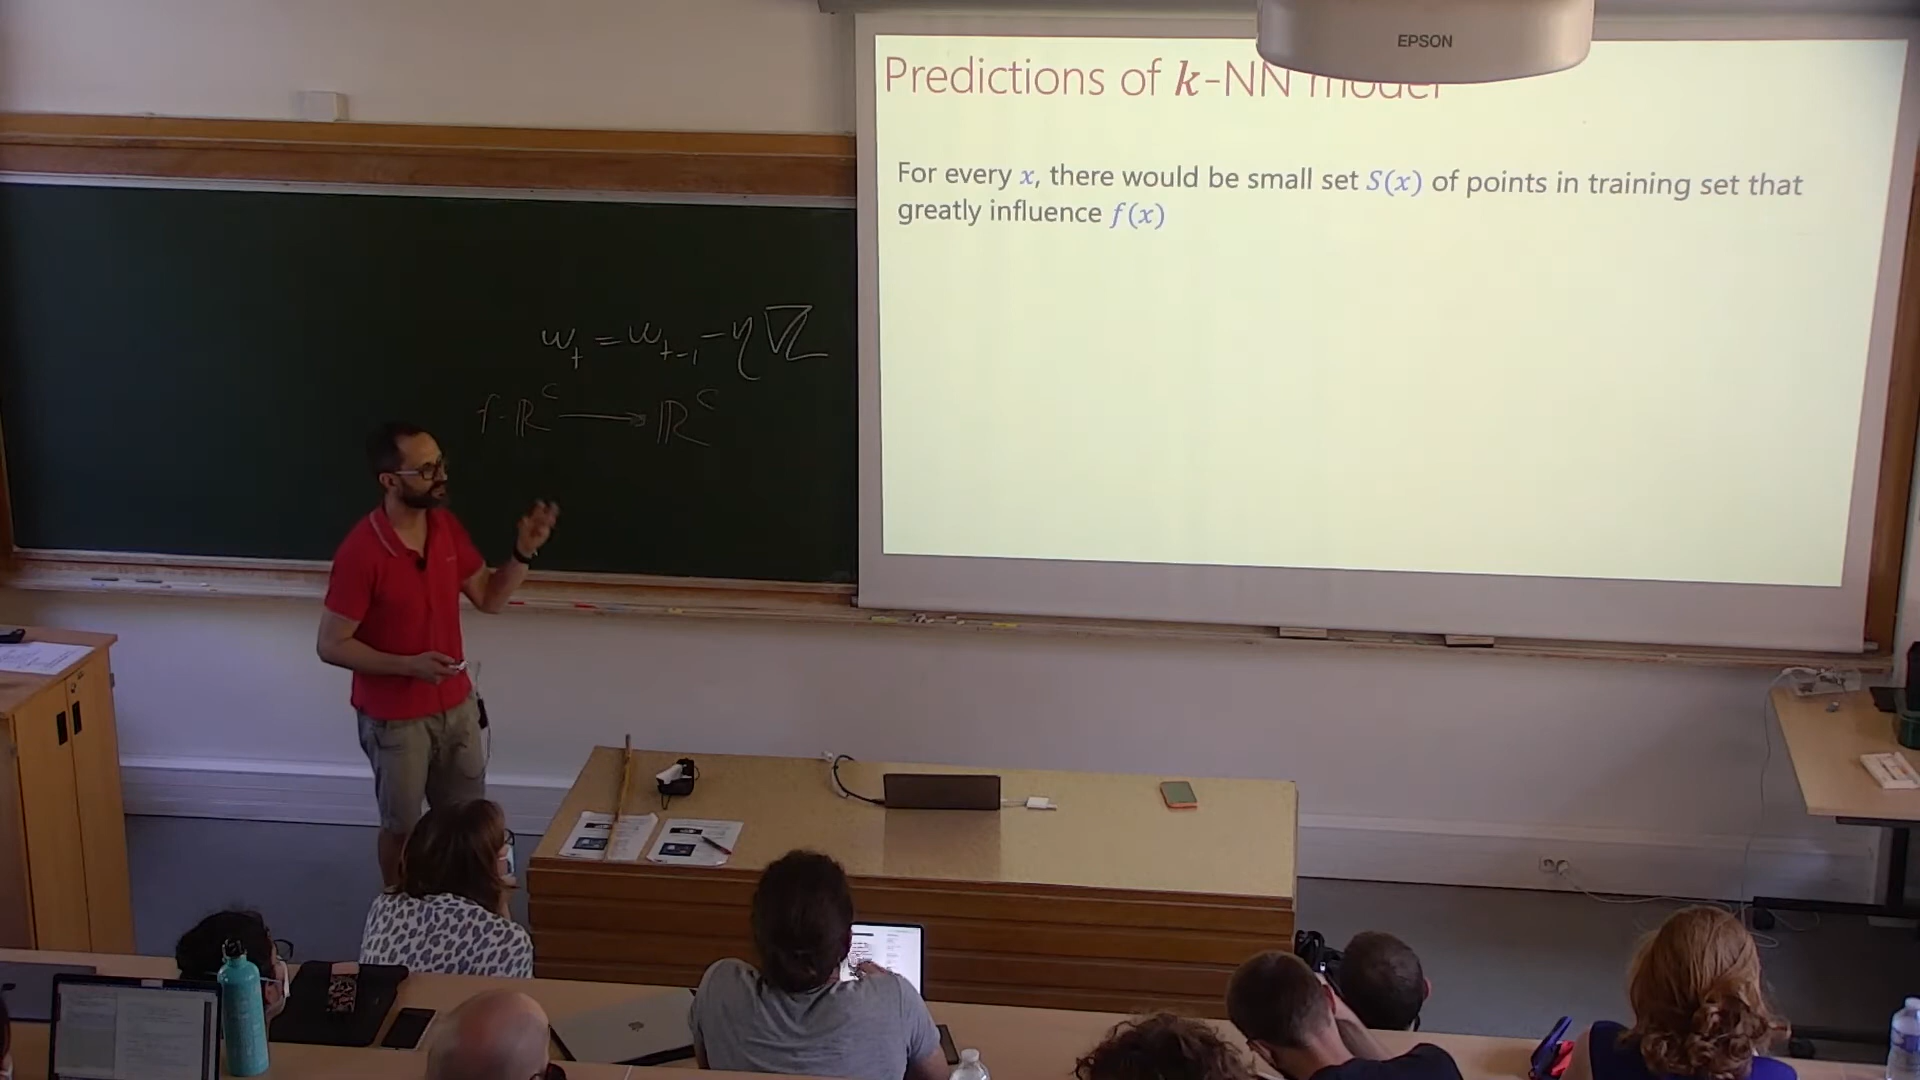 EPSON
Predictions of k-NN model
For every x, there would be small set S(x) of points in training set that
greatly influence f(x)
w_t = w_{t-1} - η∇L
f: ℝ^C → ℝ^C